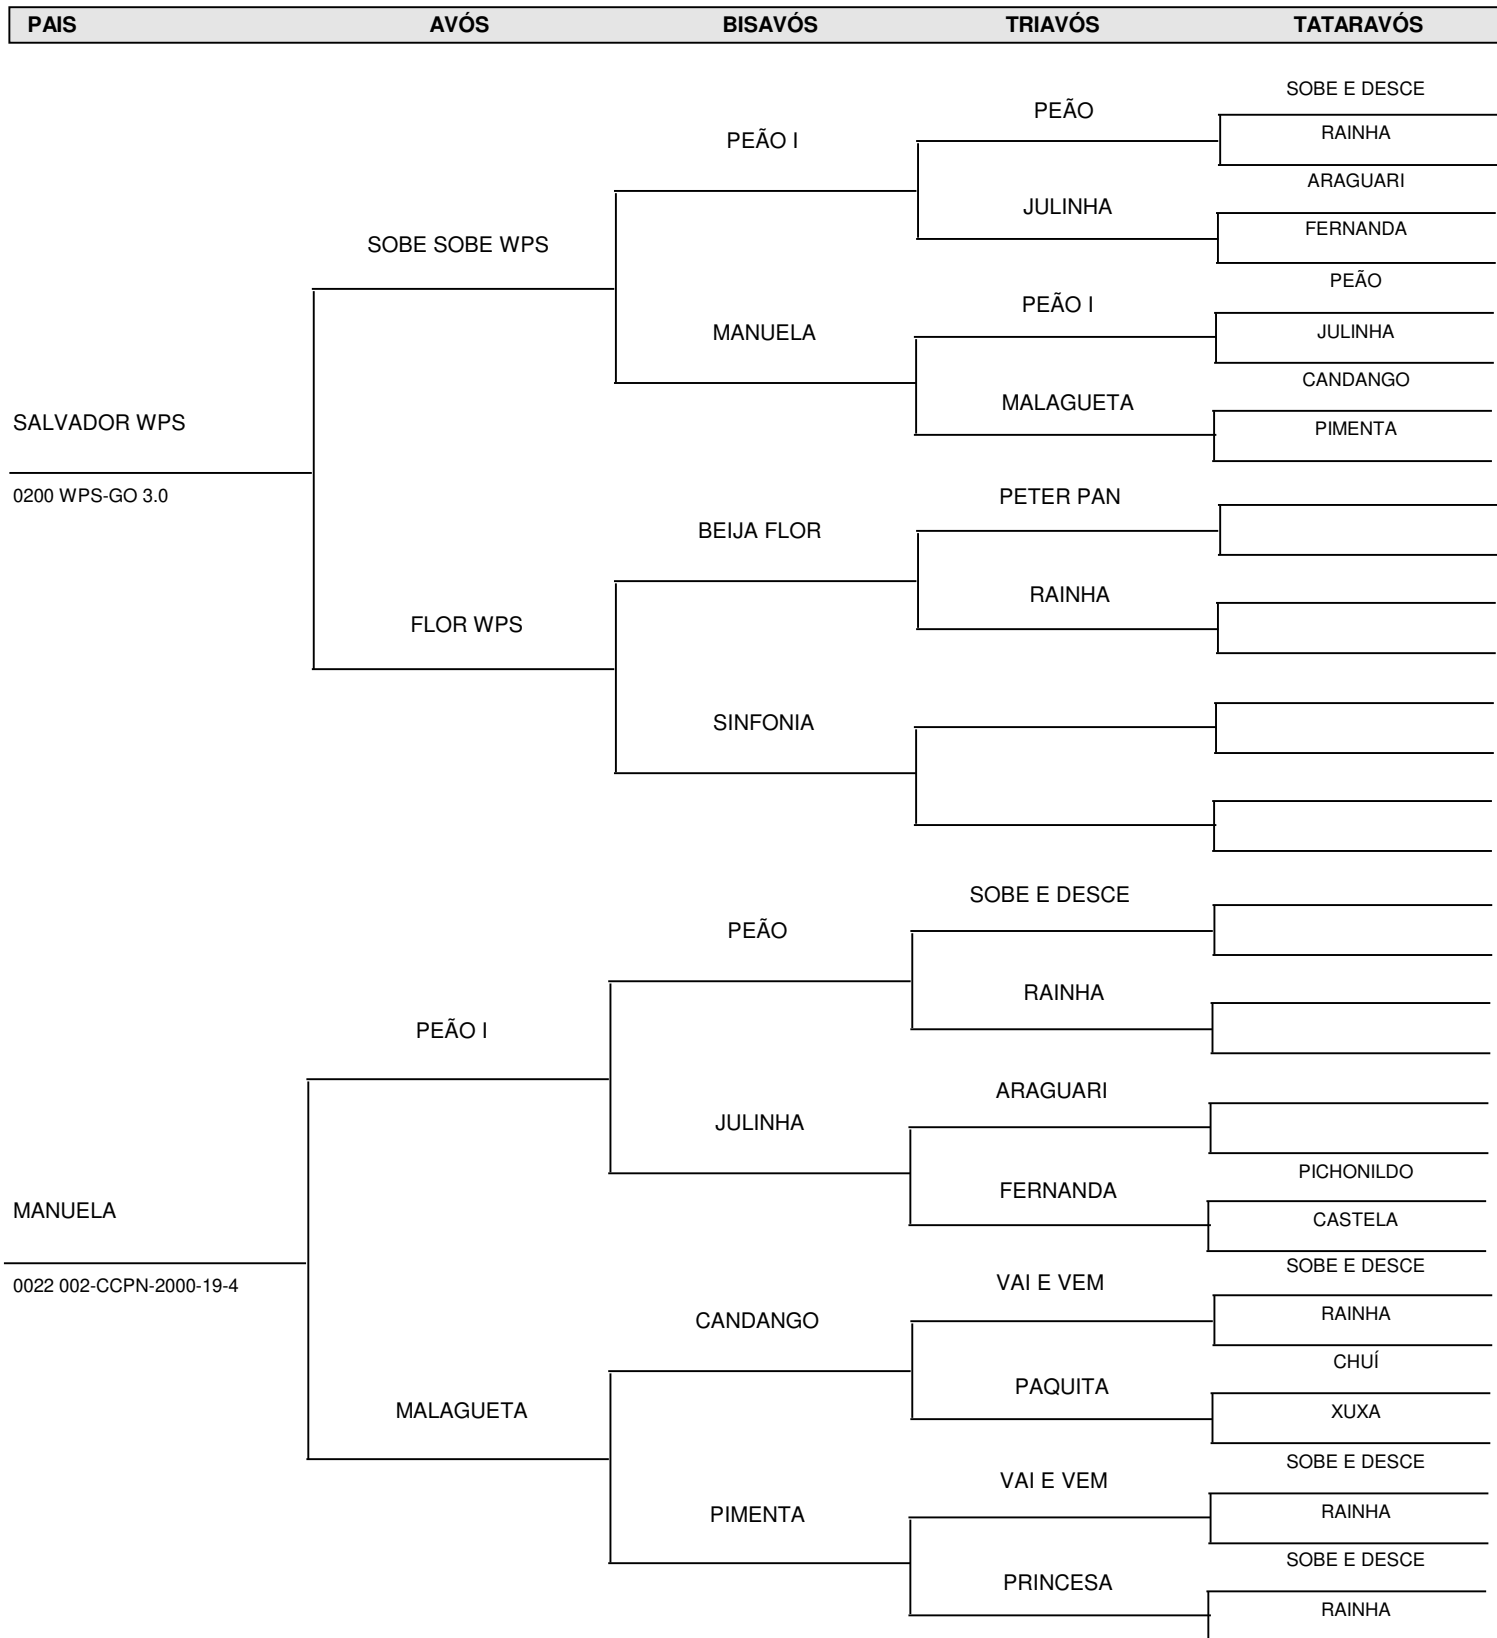 PAIS AVÓS BISAVÓS TRIAVÓS TATARAVÓS
SOBE E DESCE
PEÃO
RAINHA
PEÃO I
ARAGUARI
JULINHA
FERNANDA
SOBE SOBE WPS
PEÃO
PEÃO I
MANUELA
JULINHA
CANDANGO
MALAGUETA
SALVADOR WPS
PIMENTA
0200 WPS-GO 3.0
PETER PAN
BEIJA FLOR
RAINHA
FLOR WPS
SINFONIA
SOBE E DESCE
PEÃO
RAINHA
PEÃO I
ARAGUARI
JULINHA
PICHONILDO
FERNANDA
MANUELA
CASTELA
SOBE E DESCE
0022 002-CCPN-2000-19-4
VAI E VEM
RAINHA
CANDANGO
CHUÍ
PAQUITA
MALAGUETA
XUXA
SOBE E DESCE
VAI E VEM
RAINHA
PIMENTA
SOBE E DESCE
PRINCESA
RAINHA